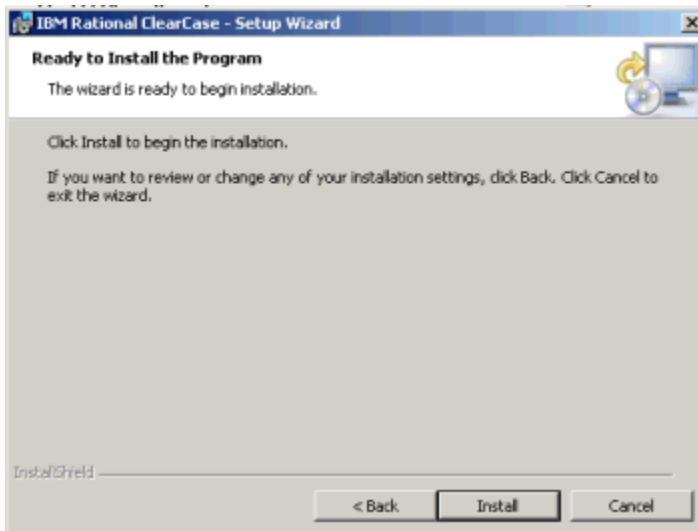 IBM Rational ClearCase - Setup Wizard
Ready to Install the Program
The wizard is ready to begin installation.
Click Install to begin the installation.
If you want to review or change any of your installation settings, click Back. Click Cancel to
exit the wizard.
InstallShield
< Back Install Cancel